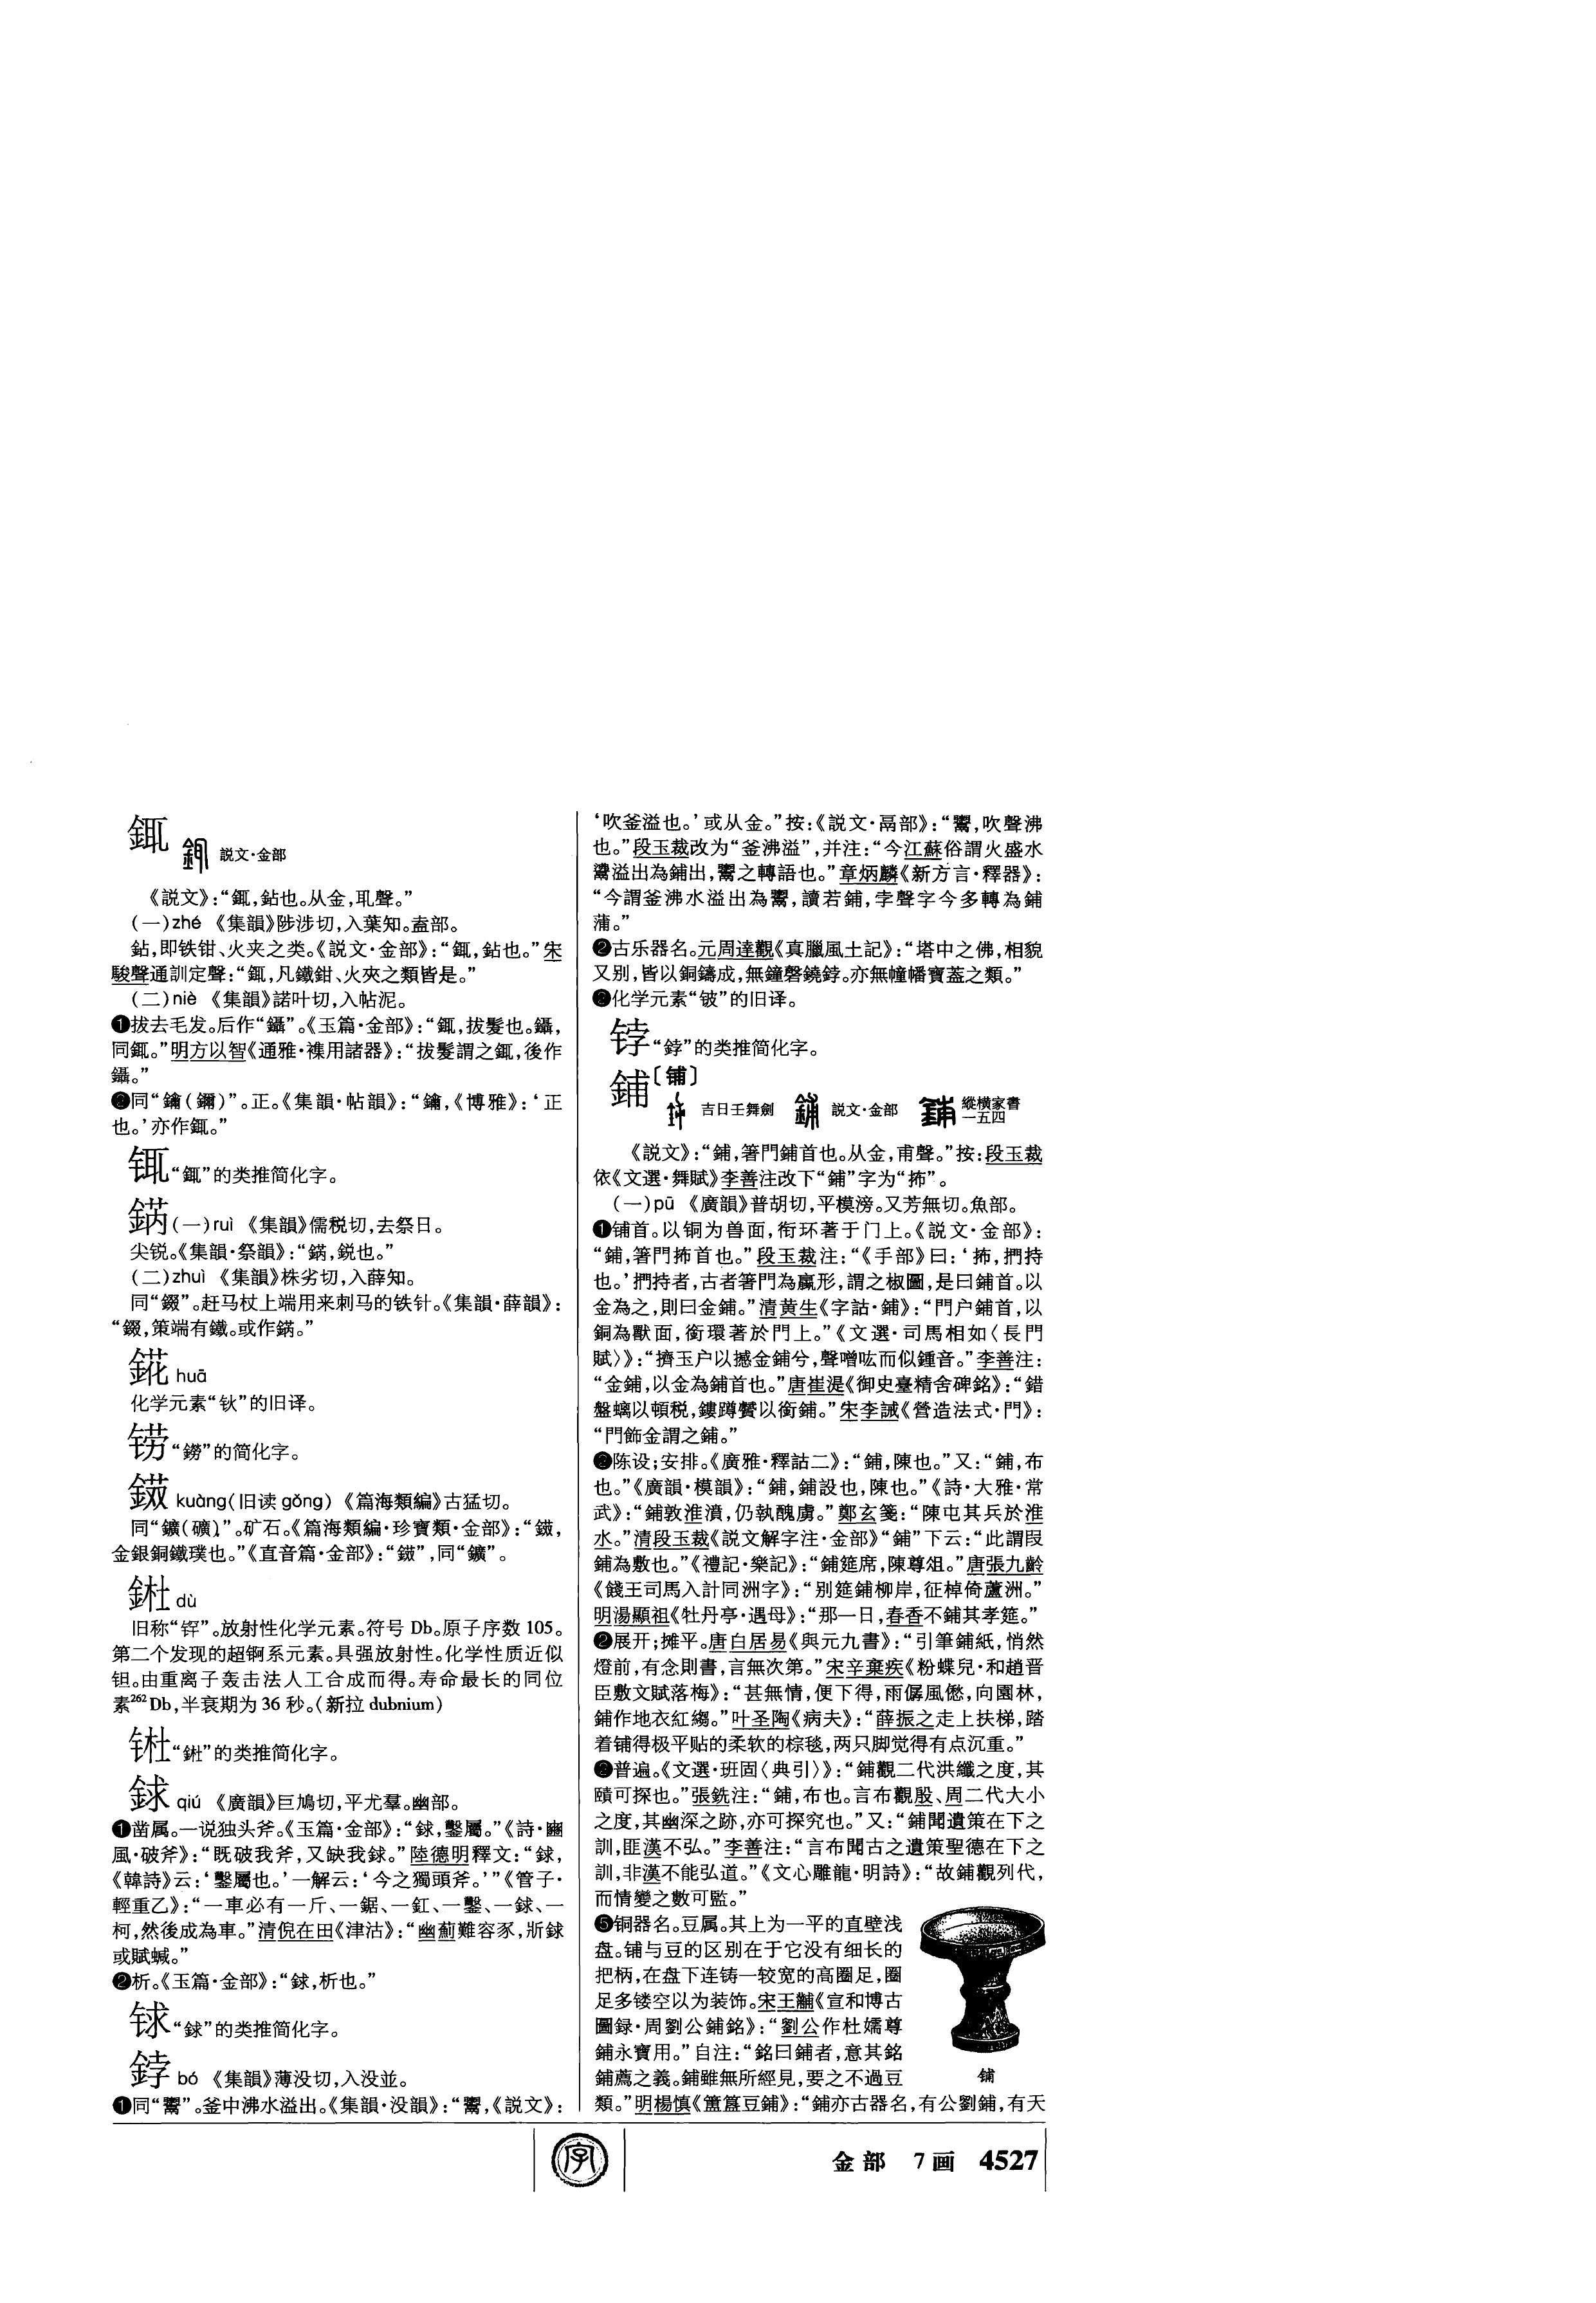 銸
説文·金部
《説文》：“銸，鉆也。从金，耴聲。”
(一)zhé 《集韻》陟涉切，入葉知。盍部。
鉆，即铁钳、火夹之类。《説文·金部》：“銸，鉆也。”宋
駿聲通訓定聲：“銸，凡鐵鉗、火夾之類皆是。”
(二)niè 《集韻》諾叶切，入帖泥。
❶拔去毛发。后作“鑷”。《玉篇·金部》：“銸，拔髮也。鑷，
同銸。”明方以智《通雅·襍用諸器》：“拔髮謂之銸，後作
鑷。”
❷同“鑈(鑈)”。正。《集韻·帖韻》：“鑈，《博雅》：‘正
也。’亦作銸。”
“銸”的类推简化字。
(一)ruì 《集韻》儒税切，去祭日。
尖锐。《集韻·祭韻》：“鋭也。”
(二)zhuì 《集韻》株劣切，入薛知。
同“錣”。赶马杖上端用来刺马的铁针。《集韻·薛韻》：
“錣，策端有鐵。或作。”
huā
化学元素“钬”的旧译。
铹“鐒”的简化字。
kuàng(旧读gǒng) 《篇海類編》古猛切。
同“鑛(礦)”。矿石。《篇海類編·珍寶類·金部》：“
金銀銅鐵璞也。”《直音篇·金部》：“”，同“鑛”。
dù
旧称“𨧀”。放射性化学元素。符号 Db。原子序数 105。
第二个发现的超锕系元素。具强放射性。化学性质近似
钽。由重离子轰击法人工合成而得。寿命最长的同位
素²⁶²Db，半衰期为 36 秒。(新拉 dubnium)
“𨧀”的类推简化字。
銶 qiú 《廣韻》巨鳩切，平尤羣。幽部。
❶凿属。一说独头斧。《玉篇·金部》：“銶，鑿屬。”《詩·豳
風·破斧》：“既破我斧，又缺我銶。”陸德明釋文：“銶，
《韓詩》云：‘鑿屬也。’一解云：‘今之獨頭斧。’”《管子·
輕重乙》：“一車必有一斤、一鋸、一釭、一鑿、一銶、一
柯，然後成為車。”清倪在田《津沽》：“幽薊難容豕，斨銶
或賦蜮。”
❷析。《玉篇·金部》：“銶，析也。”
“銶”的类推简化字。
鋍 bó 《集韻》薄没切，入没並。
❶同“鬻”。釜中沸水溢出。《集韻·没韻》：“，《説文》：
‘吹釜溢也。’或从金。”按：《説文·鬲部》：“，吹聲沸
也。”段玉裁改为“釜沸溢”，并注：“今江蘇俗謂火盛水
灊溢出為鋪出，之轉語也。”章炳麟《新方言·釋器》：
“今謂釜沸水溢出為，讀若鋪，孛聲字今多轉為鋪
蒲。”
❷古乐器名。元周達觀《真臘風土記》：“塔中之佛，相貌
又别，皆以銅鑄成，無鐘磬鐃鋍。亦無幢幡寶蓋之類。”
❷化学元素“铍”的旧译。
“鋍”的类推简化字。
鋪〔铺〕
吉日壬舞劍 説文·金部 縱横家書一五四
《説文》：“鋪，箸門鋪首也。从金，甫聲。”按：段玉裁
依《文選·舞賦》李善注改下“鋪”字为“抪”。
(一)pū 《廣韻》普胡切，平模滂。又芳無切。魚部。
❶铺首。以铜为兽面，衔环著于门上。《説文·金部》：
“鋪，箸門抪首也。”段玉裁注：“《手部》曰：‘抪，捫持
也。’捫持者，古者箸門為蠃形，謂之椒圖，是曰鋪首。以
金為之，則曰金鋪。”清黄生《字詁·鋪》：“門户鋪首，以
銅為獸面，銜環著於門上。”《文選·司馬相如〈長門
賦〉》：“擠玉户以撼金鋪兮，聲噌吰而似鍾音。”李善注：
“金鋪，以金為鋪首也。”唐崔湜《御史臺精舍碑銘》：“錯
盤螭以頓税，鏤蹲贙以銜鋪。”宋李誡《營造法式·門》：
“門飾金謂之鋪。”
❷陈设；安排。《廣雅·釋詁二》：“鋪，陳也。”又：“鋪，布
也。”《廣韻·模韻》：“鋪，鋪設也，陳也。”《詩·大雅·常
武》：“鋪敦淮濆，仍執醜虜。”鄭玄箋：“陳屯其兵於淮
水。”清段玉裁《説文解字注·金部》“鋪”下云：“此謂叚
鋪為敷也。”《禮記·樂記》：“鋪筵席，陳尊俎。”唐張九齡
《餞王司馬入計同洲字》：“别筵鋪柳岸，征棹倚蘆洲。”
明湯顯祖《牡丹亭·遇母》：“那一日，春香不鋪其孝筵。”
❷展开；摊平。唐白居易《與元九書》：“引筆鋪紙，悄然
燈前，有念則書，言無次第。”宋辛棄疾《粉蝶兒·和趙晋
臣敷文賦落梅》：“甚無情，便下得，雨僝風僽，向園林，
鋪作地衣紅縐。”叶圣陶《病夫》：“薛振之走上扶梯，踏
着铺得极平贴的柔软的棕毯，两只脚觉得有点沉重。”
❷普遍。《文選·班固〈典引〉》：“鋪觀二代洪纖之度，其
賾可探也。”張銑注：“鋪，布也。言布觀殷、周二代大小
之度，其幽深之跡，亦可探究也。”又：“鋪聞遺策在下之
訓，匪漢不弘。”李善注：“言布聞古之遺策聖德在下之
訓，非漢不能弘道。”《文心雕龍·明詩》：“故鋪觀列代，
而情變之數可監。”
❺铜器名。豆属。其上为一平的直壁浅
盘。铺与豆的区别在于它没有细长的
把柄，在盘下连铸一较宽的高圈足，圈
足多镂空以为装饰。宋王黼《宣和博古
圖録·周劉公鋪銘》：“劉公作杜嬬尊
鋪永寶用。”自注：“銘曰鋪者，意其銘
鋪薦之義。鋪雖無所經見，要之不過豆
類。”明楊慎《簠簋豆鋪》：“鋪亦古器名，有公劉鋪，有天
铺
字
金部 7画 4527